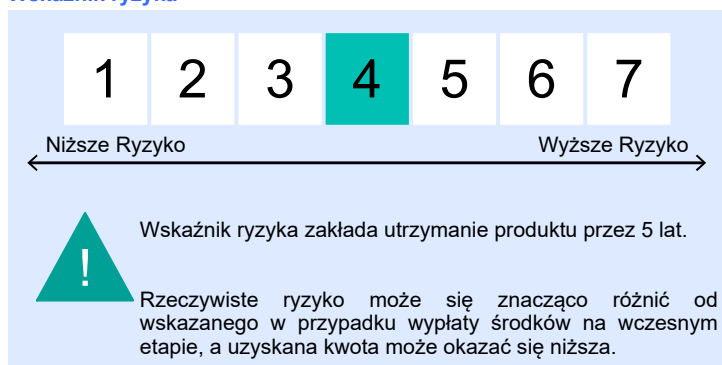 Wskaźnik ryzyka
1 2 3 4 5 6 7
Niższe Ryzyko Wyższe Ryzyko
!
Wskaźnik ryzyka zakłada utrzymanie produktu przez 5 lat.
Rzeczywiste ryzyko może się znacząco różnić od
wskazanego w przypadku wypłaty środków na wczesnym
etapie, a uzyskana kwota może okazać się niższa.